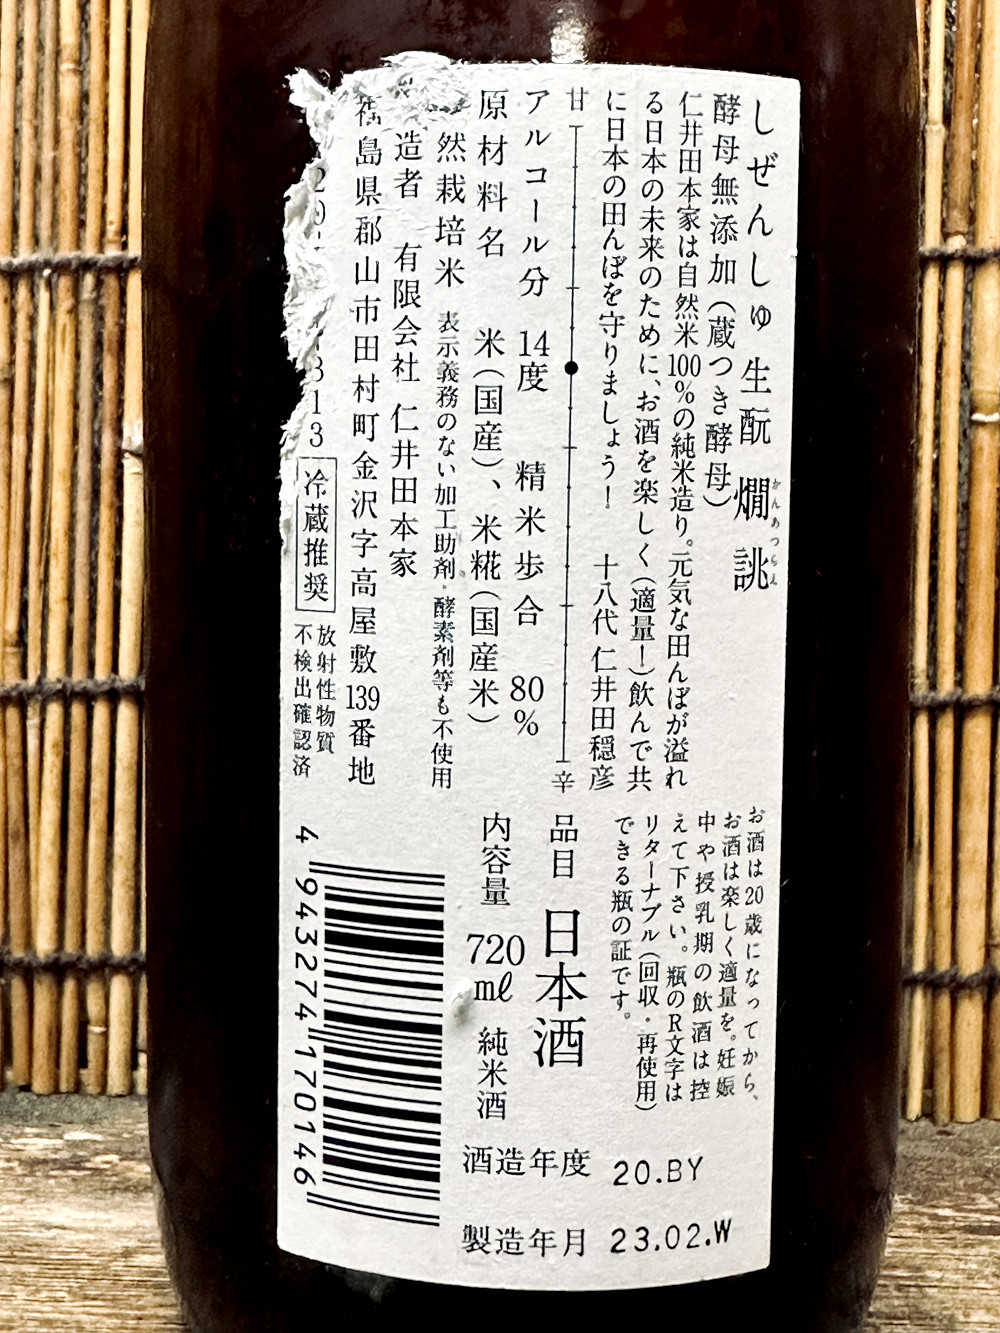 しぜんしゅ 生酛 燗誂
かんあつらえ
酵母無添加(蔵つき酵母)
仁井田本家は自然米100%の純米造り。元気な田んぼが溢れ
る日本の未来のために、お酒を楽しく(適量!)飲んで共
に日本の田んぼを守りましょう! 十八代 仁井田穏彦
甘 辛
アルコール分 14度 精米歩合 80%
原材料名 米(国産)、米糀(国産米)
然栽培米 表示義務のない加工助剤・酵素剤等も不使用
造者 有限会社 仁井田本家
福島県郡山市田村町金沢字高屋敷139番地
313
冷蔵推奨
放射性物質
不検出確認済
お酒は20歳になってから、
お酒は楽しく適量を。妊娠
中や授乳期の飲酒は控
えて下さい。瓶のR文字は
リターナブル(回収・再使用)
できる瓶の証です。
品目 日本酒
内容量 720mℓ 純米酒
酒造年度 20.BY
製造年月 23.02.W
4943274170146